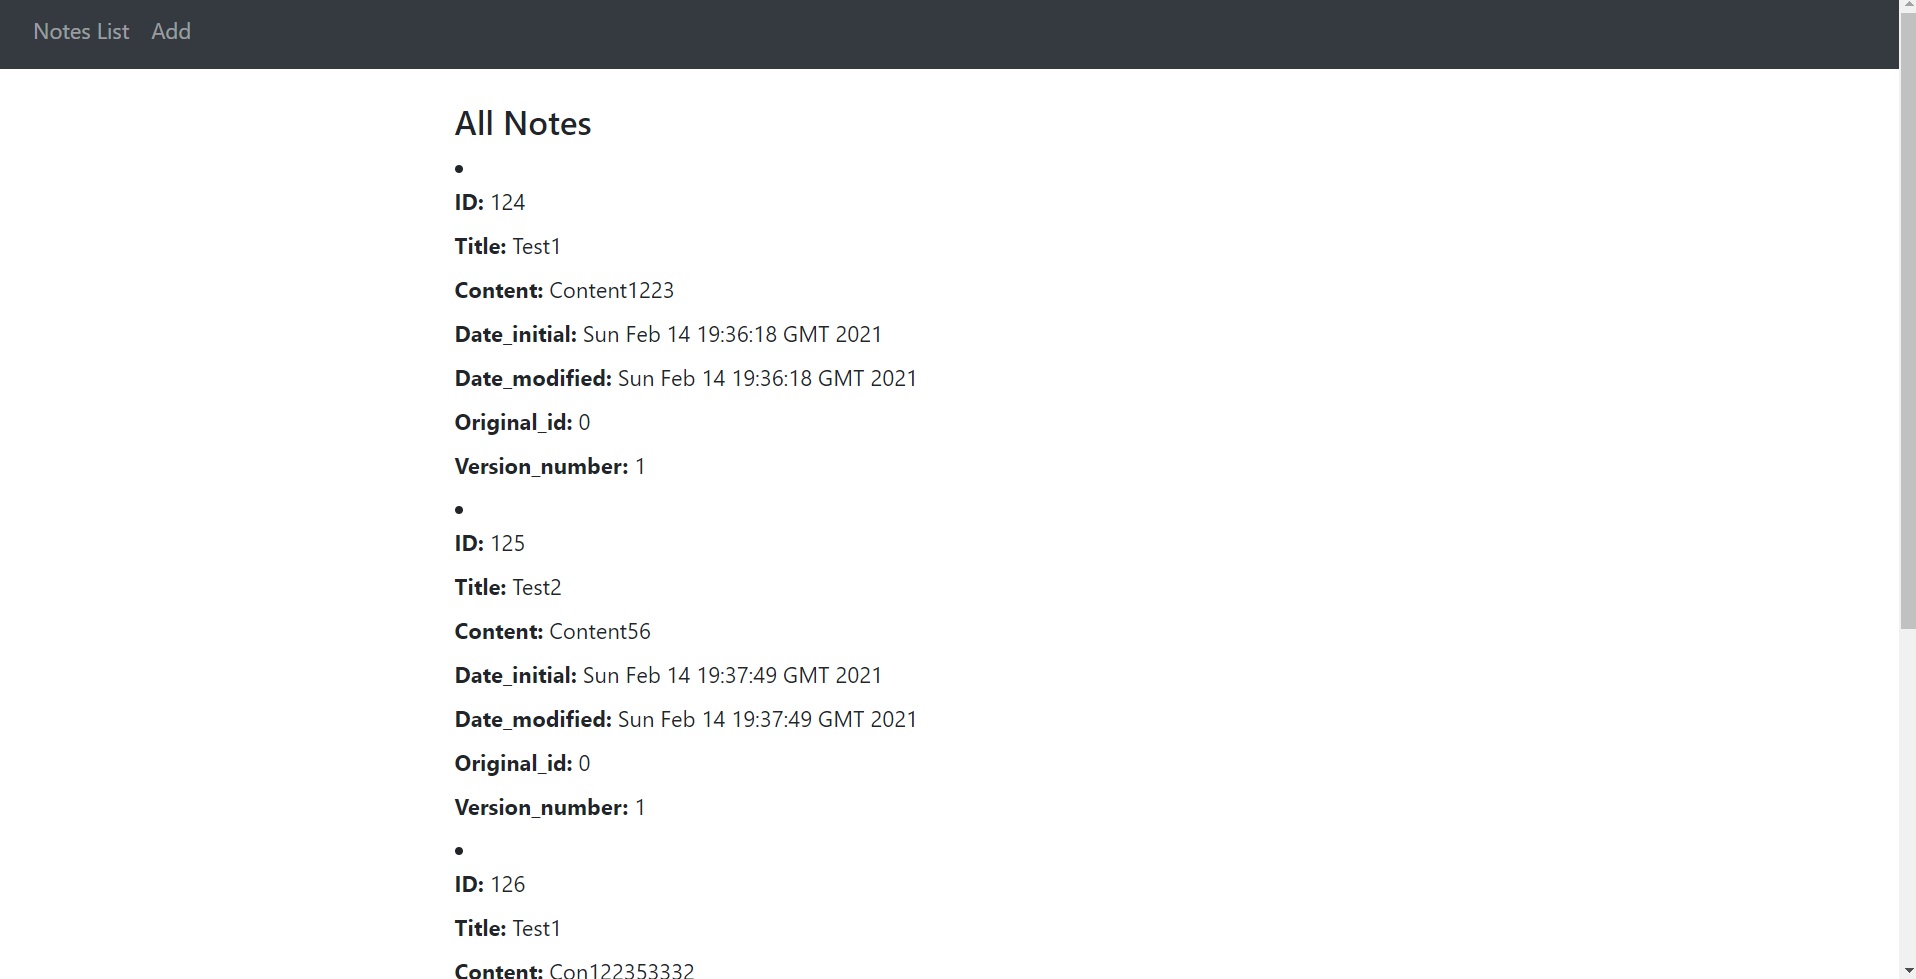 Notes List Add
All Notes
•
ID: 124
Title: Test1
Content: Content1223
Date_initial: Sun Feb 14 19:36:18 GMT 2021
Date_modified: Sun Feb 14 19:36:18 GMT 2021
Original_id: 0
Version_number: 1
•
ID: 125
Title: Test2
Content: Content56
Date_initial: Sun Feb 14 19:37:49 GMT 2021
Date_modified: Sun Feb 14 19:37:49 GMT 2021
Original_id: 0
Version_number: 1
•
ID: 126
Title: Test1
Content: Con122353332